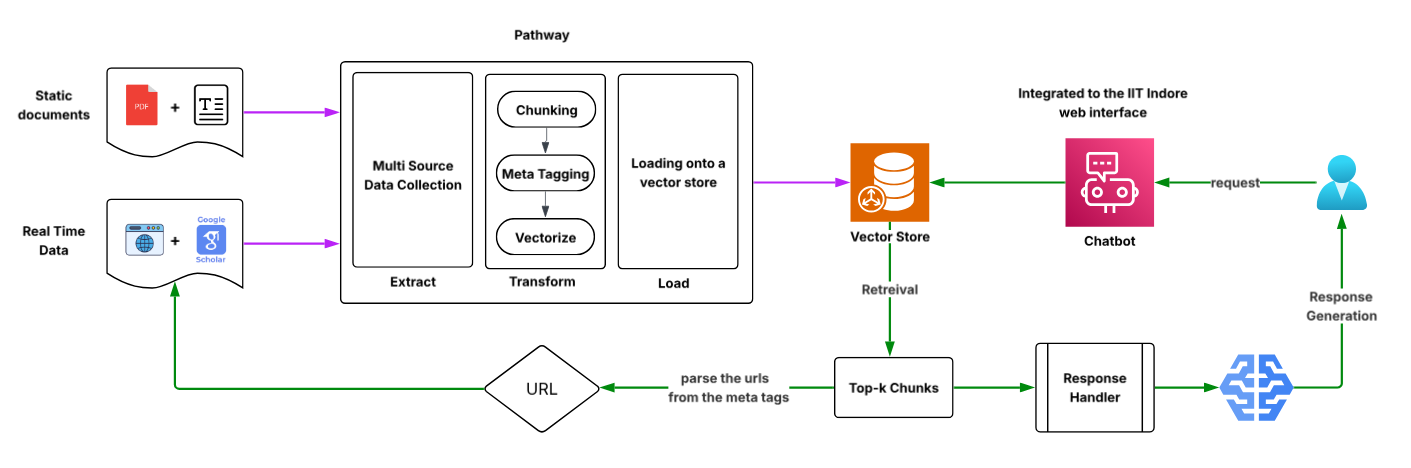 Pathway
Static
documents
PDF
+
T
Real Time
Data
+
Google
Scholar
Multi Source
Data Collection
Extract
Chunking
Meta Tagging
Vectorize
Transform
Loading onto a
vector store
Load
Vector Store
Integrated to the IIT Indore
web interface
Chatbot
request
Retreival
Response
Generation
URL
parse the urls
from the meta tags
Top-k Chunks
Response
Handler